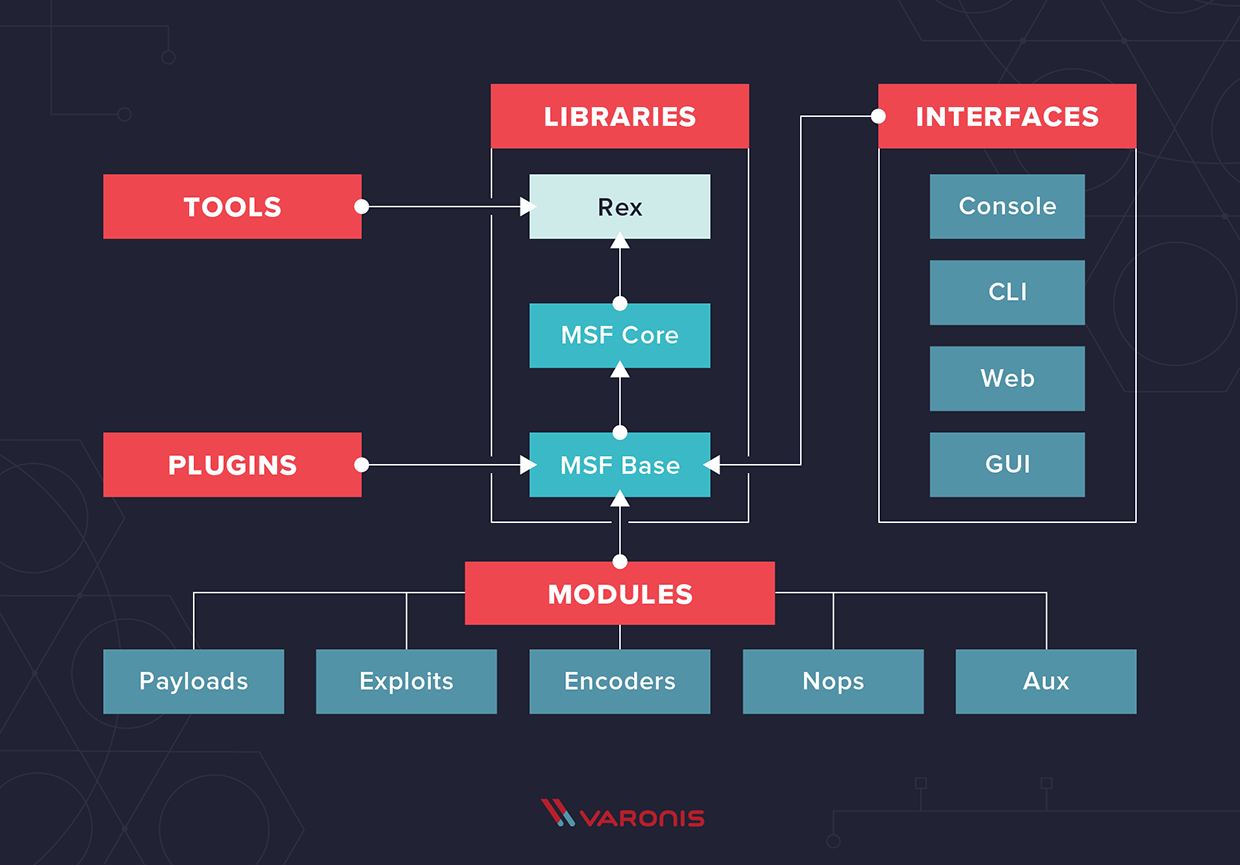 LIBRARIES
INTERFACES
TOOLS
Rex
Console
CLI
MSF Core
Web
PLUGINS
MSF Base
GUI
MODULES
Payloads
Exploits
Encoders
Nops
Aux
VARONIS